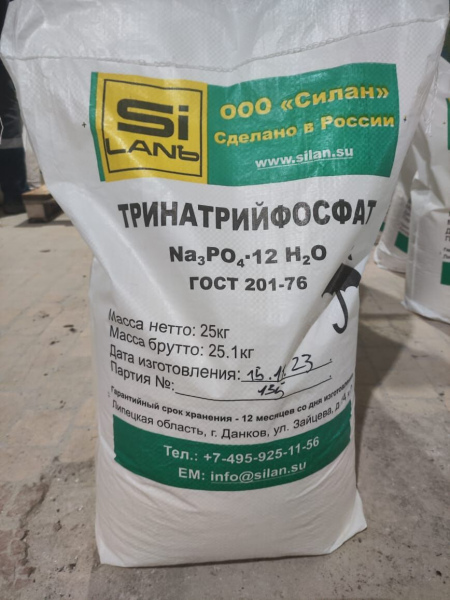 Si
LANЬ
ООО «Силан»
Сделано в России
www.silan.su
ТРИНАТРИЙФОСФАТ
Na₃PO₄·12 H₂O
ГОСТ 201-76
Масса нетто: 25кг
Масса брутто: 25.1кг
Дата изготовления:
Партия №:
Гарантийный срок хранения - 12 месяцев со дня изготовления
Липецкая область, г. Данков, ул. Зайцева, д.
Тел.: +7-495-925-11-56
EM: info@silan.su